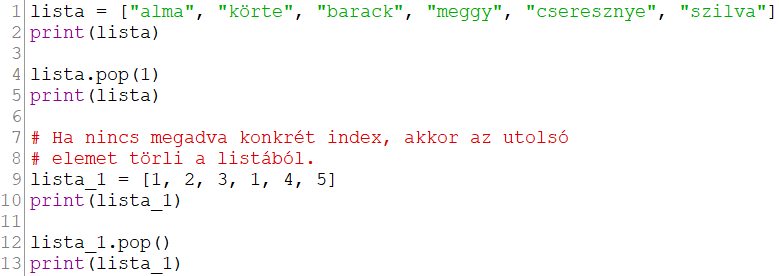 1 lista = ["alma", "körte", "barack", "meggy", "cseresznye", "szilva"]
2 print(lista)
3
4 lista.pop(1)
5 print(lista)
6
7 # Ha nincs megadva konkrét index, akkor az utolsó
8 # elemet törli a listából.
9 lista_1 = [1, 2, 3, 1, 4, 5]
10 print(lista_1)
11
12 lista_1.pop()
13 print(lista_1)